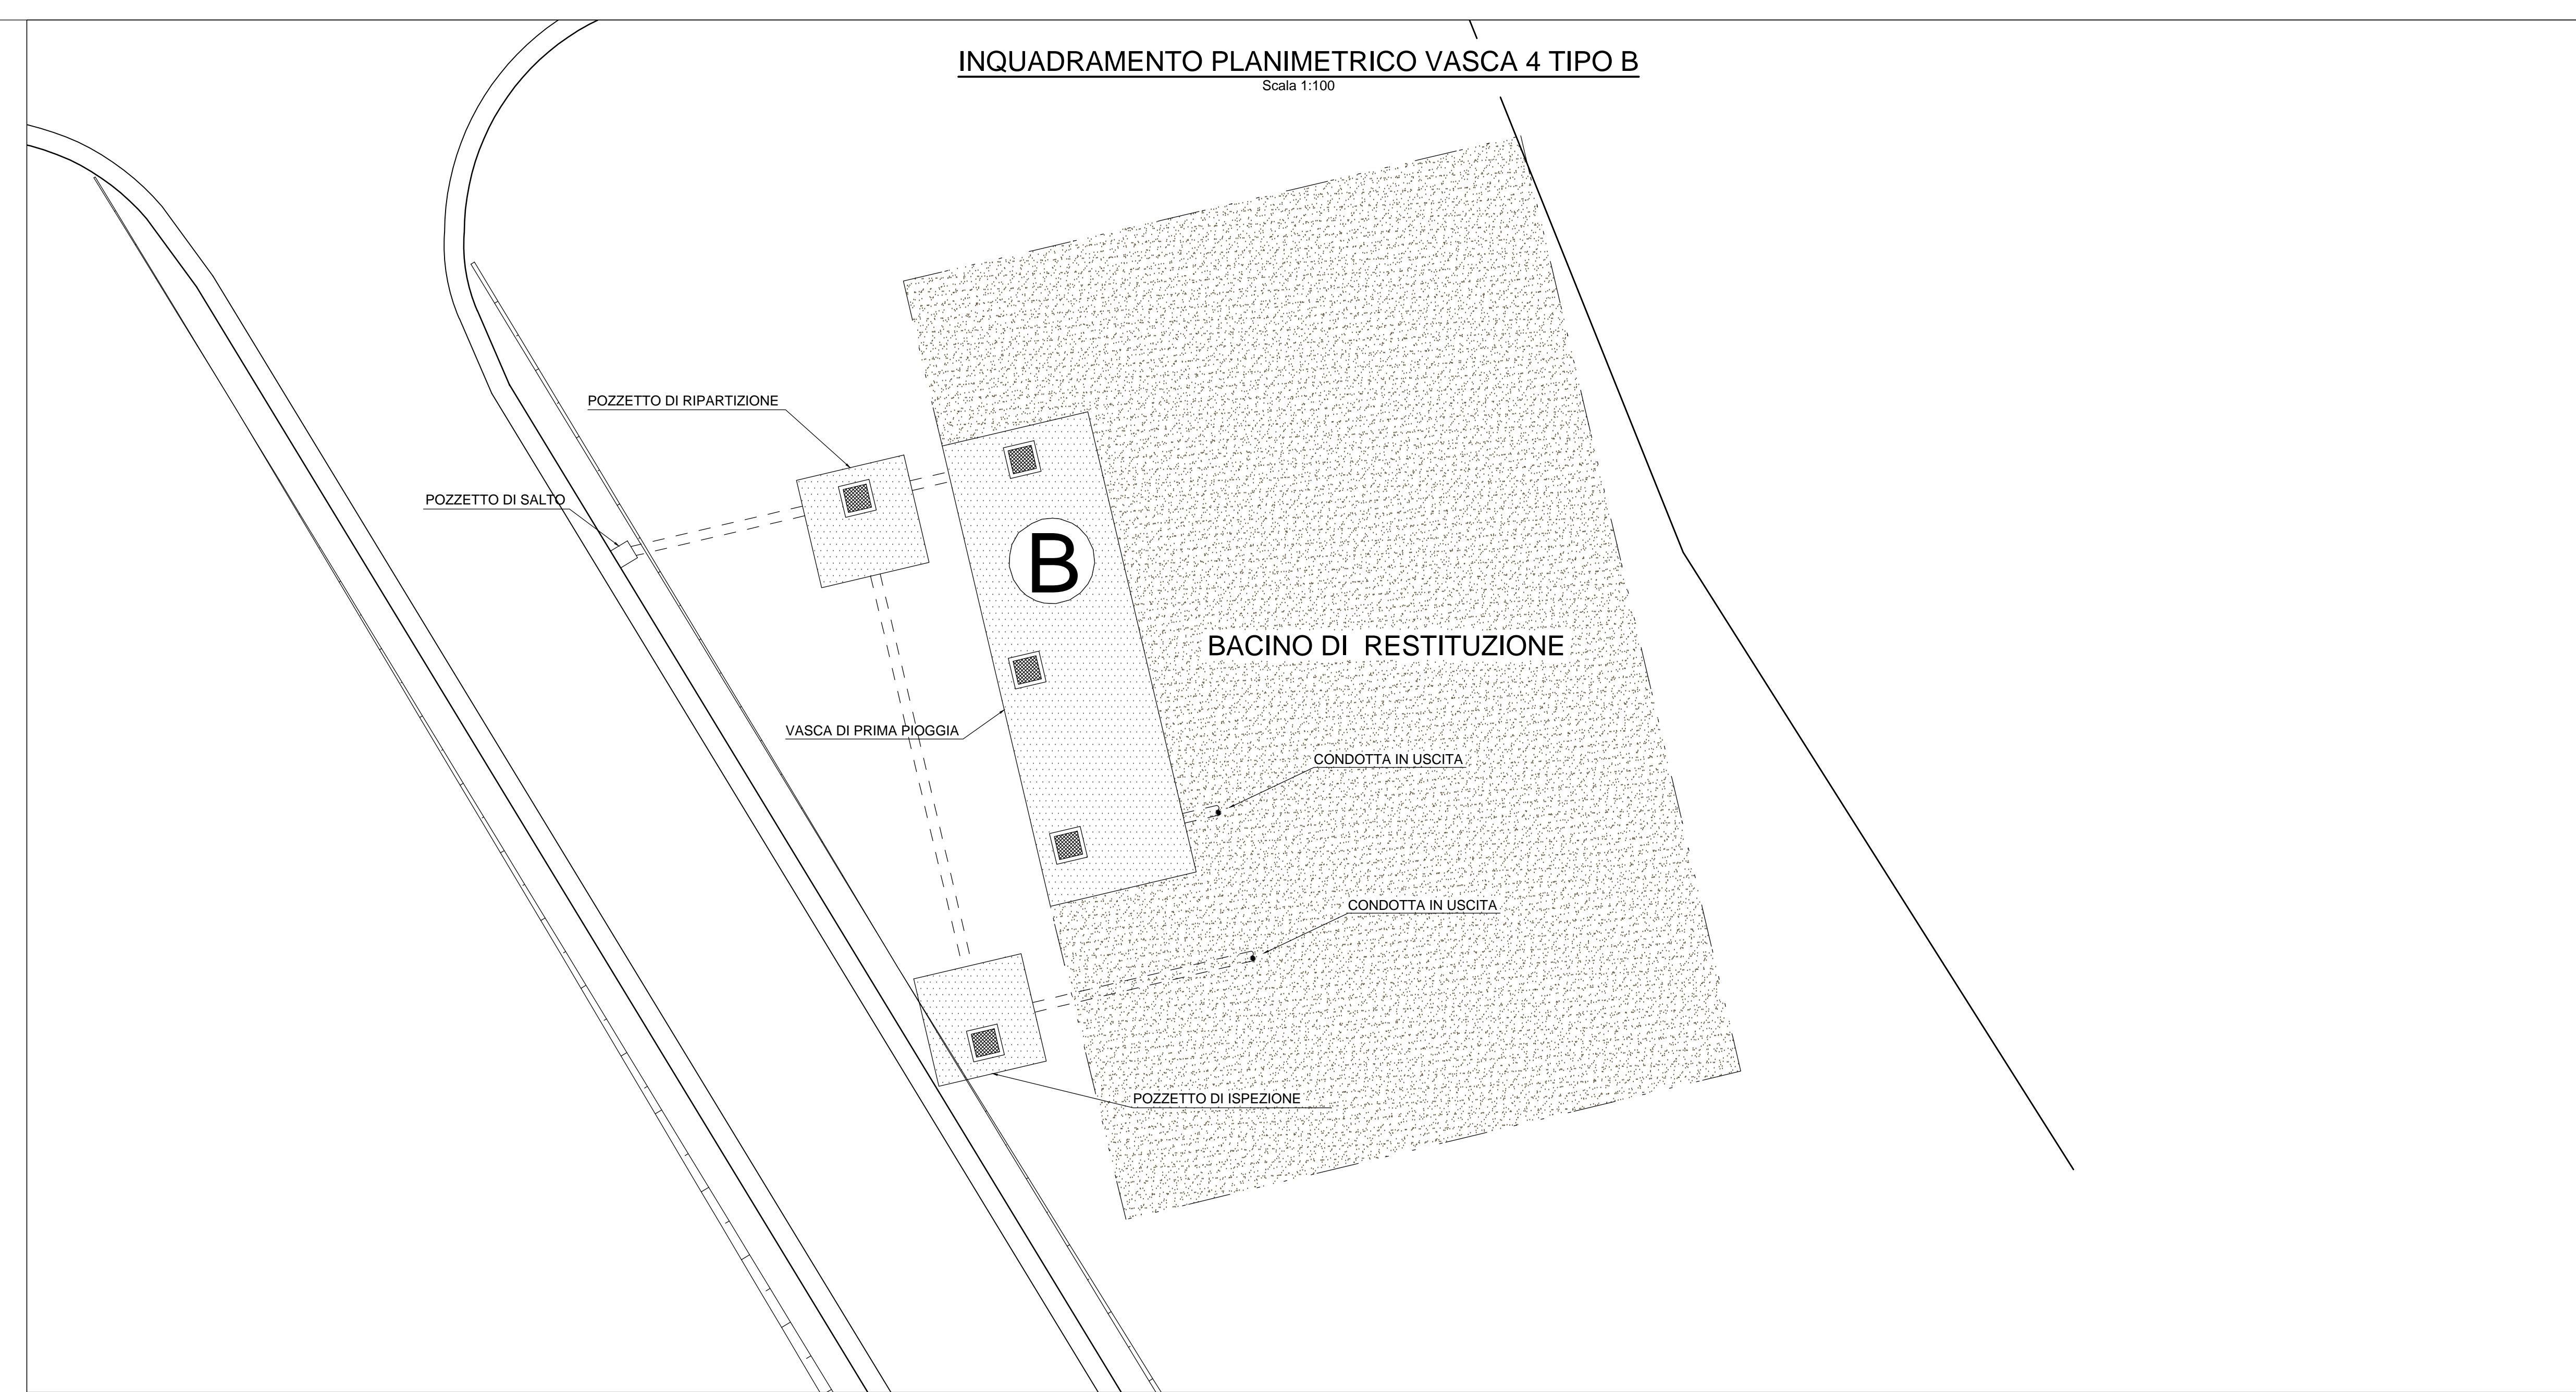 INQUADRAMENTO PLANIMETRICO VASCA 4 TIPO B
Scala 1:100
POZZETTO DI RIPARTIZIONE
POZZETTO DI SALTO
B
BACINO DI RESTITUZIONE
VASCA DI PRIMA PIOGGIA
CONDOTTA IN USCITA
CONDOTTA IN USCITA
POZZETTO DI ISPEZIONE